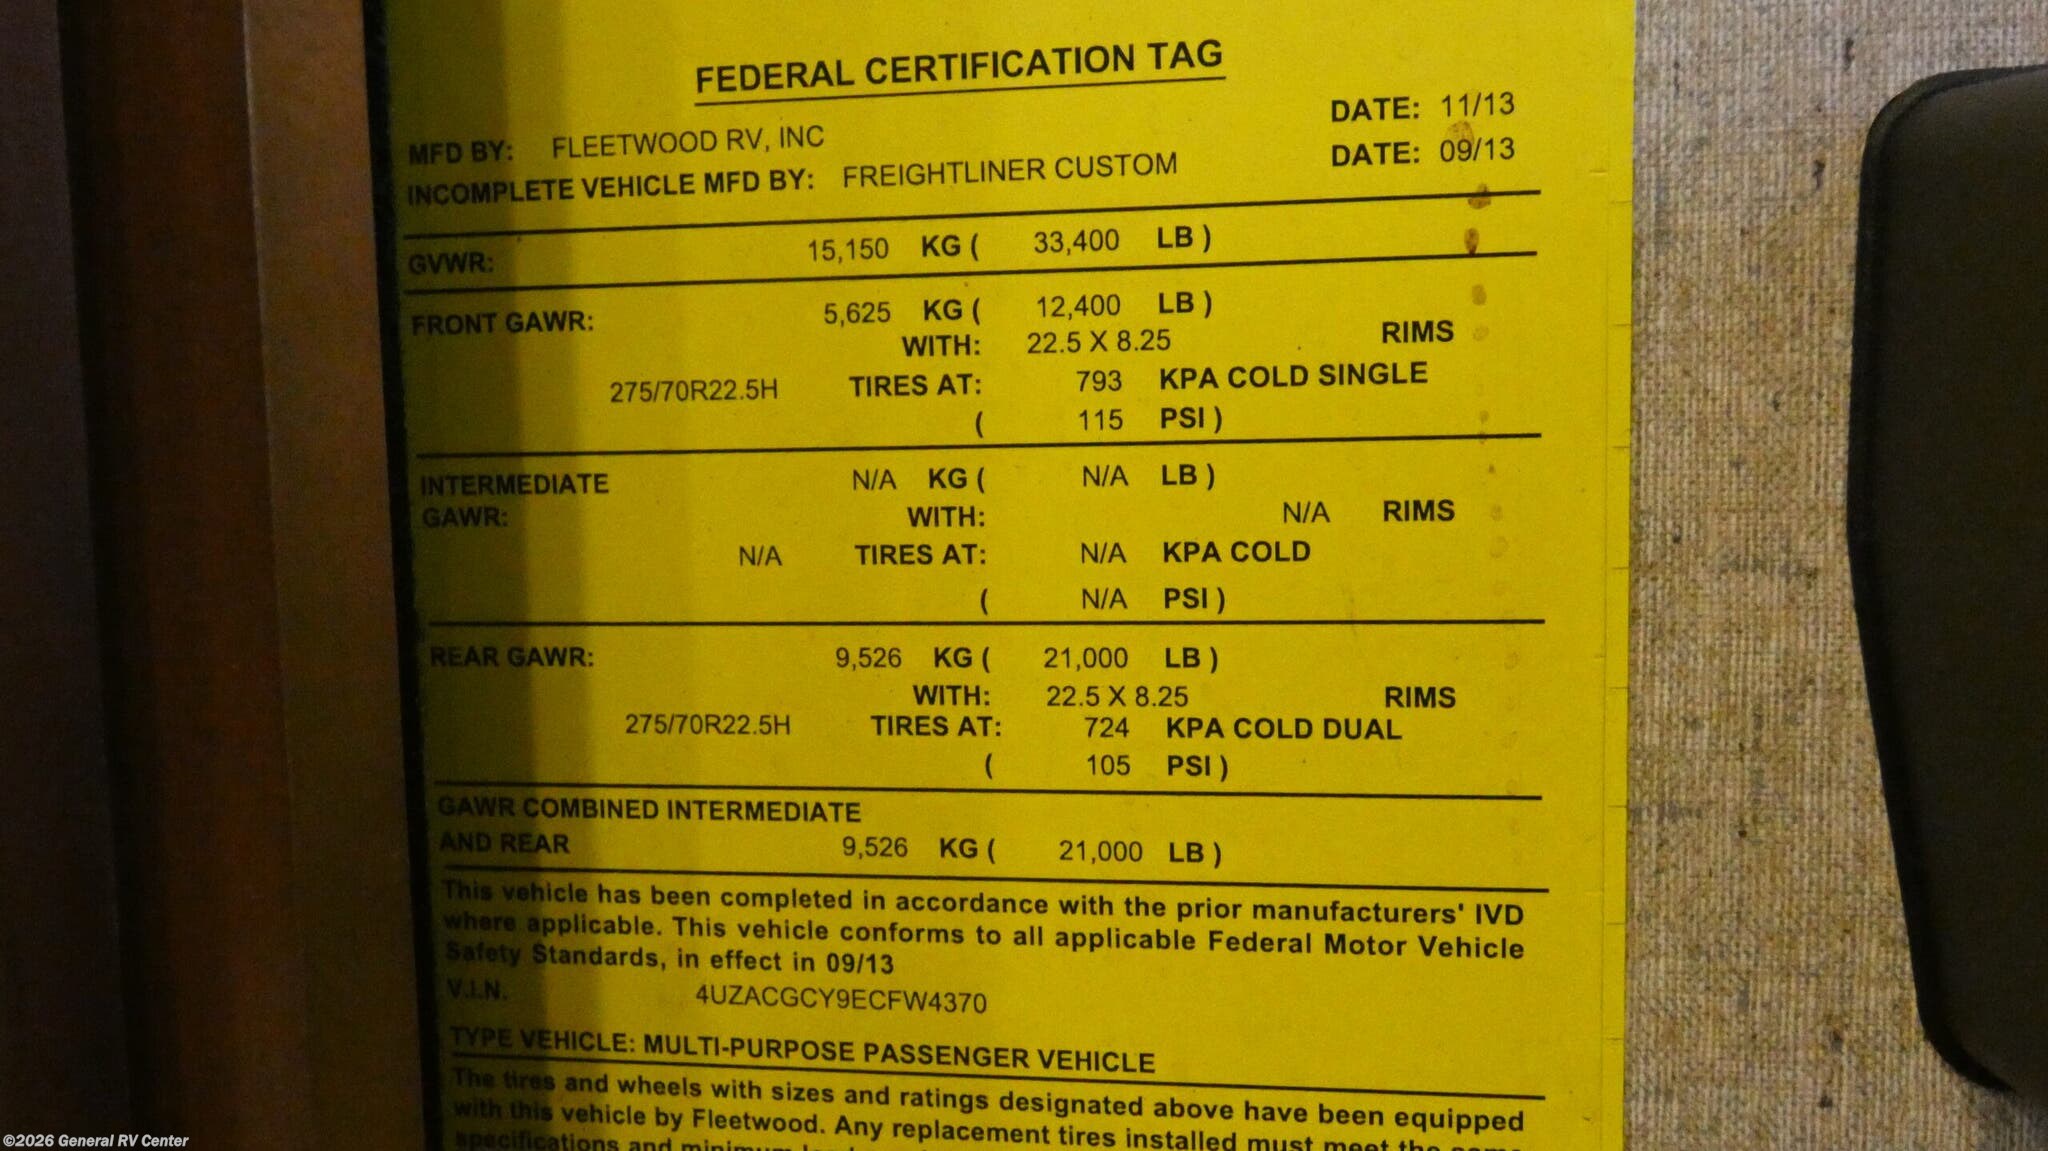 FEDERAL CERTIFICATION TAG
MFD BY: FLEETWOOD RV, INC DATE: 11/13
INCOMPLETE VEHICLE MFD BY: FREIGHTLINER CUSTOM DATE: 09/13
GVWR: 15,150 KG ( 33,400 LB )
FRONT GAWR: 5,625 KG ( 12,400 LB )
WITH: 22.5 X 8.25 RIMS
275/70R22.5H TIRES AT: 793 KPA COLD SINGLE
( 115 PSI )
INTERMEDIATE N/A KG ( N/A LB )
GAWR: WITH: N/A RIMS
N/A TIRES AT: N/A KPA COLD
( N/A PSI )
REAR GAWR: 9,526 KG ( 21,000 LB )
WITH: 22.5 X 8.25 RIMS
275/70R22.5H TIRES AT: 724 KPA COLD DUAL
( 105 PSI )
GAWR COMBINED INTERMEDIATE
AND REAR 9,526 KG ( 21,000 LB )
This vehicle has been completed in accordance with the prior manufacturers' IVD
where applicable. This vehicle conforms to all applicable Federal Motor Vehicle
Safety Standards, in effect in 09/13
V.I.N. 4UZACGCY9ECFW4370
TYPE VEHICLE: MULTI-PURPOSE PASSENGER VEHICLE
The tires and wheels with sizes and ratings designated above have been equipped
with this vehicle by Fleetwood. Any replacement tires installed must meet the same
specifications and minimum
©2026 General RV Center